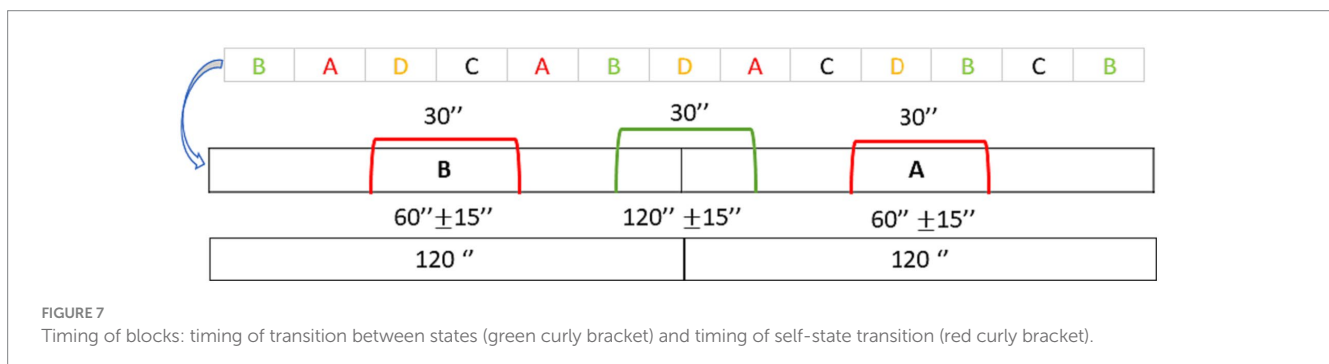 B A D C A B D A C D B C B
30’’ 30’’ 30’’
B A
60’’±15’’ 120’’ ±15’’ 60’’ ±15’’
120 ’’ 120 ’’
FIGURE 7
Timing of blocks: timing of transition between states (green curly bracket) and timing of self-state transition (red curly bracket).